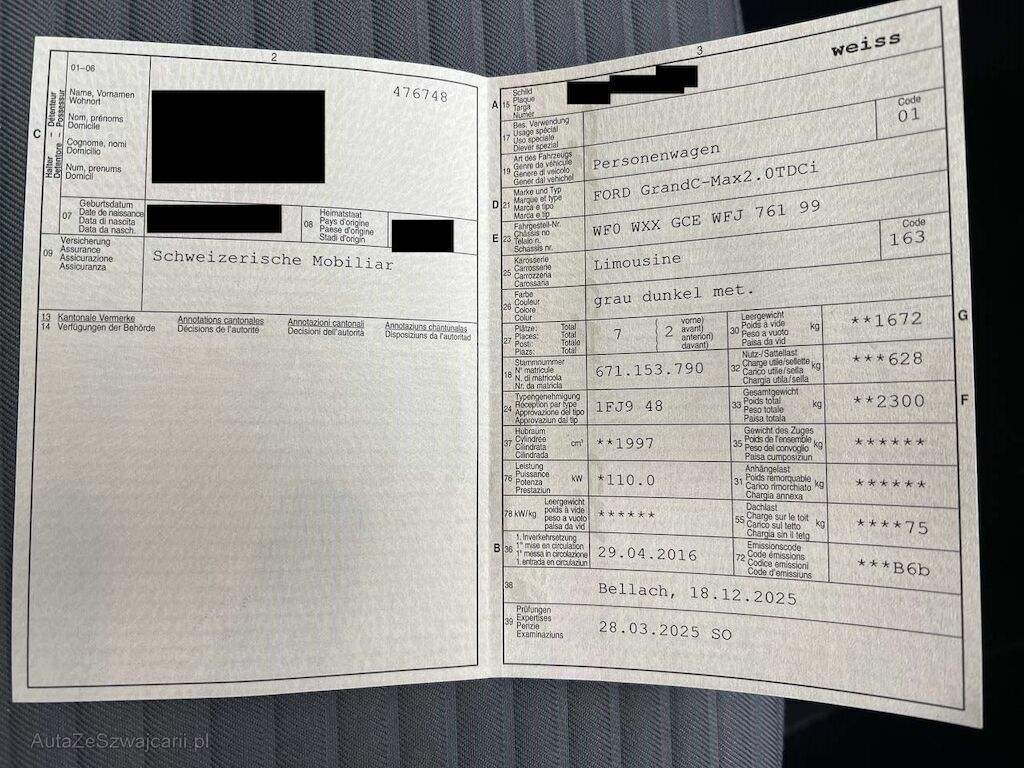 2
01-06
C
Halter – Détenteur
Detentore – Possessur
Name, Vornamen
Wohnort
Nom, prénoms
Domicile
Cognome, nomi
Domicilio
Num, prenums
Domicil
476748
07
Geburtsdatum
Date de naissance
Data di nascita
Data da nasch.
08
Heimatstaat
Pays d'origine
Paese d'origine
Stadi d'origin
09
Versicherung
Assurance
Assicurazione
Assicuranza
Schweizerische Mobiliar
13 Kantonale Vermerke
14 Verfügungen der Behörde
Annotations cantonales
Décisions de l'autorité
Annotazioni cantonali
Decisioni dell'autorità
Annotaziuns chantunalas
Disposiziuns da l'autoritad
3
weiss
A 15
Schild
Plaque
Targa
Numer
17
Bes. Verwendung
Usage spécial
Uso speciale
Diever spezial
Code
01
19
Art des Fahrzeugs
Genre de véhicule
Genere di veicolo
Gener dal vehichel
Personenwagen
D 21
Marke und Typ
Marque et type
Marca e tipo
Marca e tip
FORD GrandC-Max2.0TDCi
E 23
Fahrgestell-Nr.
Châssis no
Telaio n.
Schassis nr.
WF0 WXX GCE WFJ 761 99
25
Karosserie
Carrosserie
Carrozzeria
Carossaria
Limousine
Code
163
26
Farbe
Couleur
Colore
Colur
grau dunkel met.
27
Plätze: Total
Places: Total
Posti: Totale
Plazs: Total
7
2
vorne)
avant)
anteriori)
davant)
30
Leergewicht
Poids à vide
Peso a vuoto
Paisa da vid
kg
**1672
G
18
Stammnummer
N° matricule
N. di matricola
Nr. da matricla
671.153.790
32
Nutz-/Sattellast
Charge utile/sellette
Carico utile/sella
Chargia utila/sella
kg
***628
24
Typengenehmigung
Réception par type
Approvazione del tipo
Approvaziun dal tip
1FJ9 48
33
Gesamtgewicht
Poids total
Peso totale
Paisa totala
kg
**2300
F
37
Hubraum
Cylindrée
Cilindrata
Cilindrada
cm³
**1997
35
Gewicht des Zuges
Poids de l'ensemble
Peso del convoglio
Paisa cumposiziun
kg
******
76
Leistung
Puissance
Potenza
Prestaziun
kW
*110.0
31
Anhängelast
Poids remorquable
Carico rimorchiato
Chargia annexa
kg
******
78 kW/kg
Leergewicht
poids à vide
peso a vuoto
paisa da vid
******
55
Dachlast
Charge sur le toit
Carico sul tetto
Chargia sin il tetg
kg
****75
B 36
1. Inverkehrsetzung
1re mise en circulation
1a messa in circolazione
1. entrada en circulaziun
29.04.2016
72
Emissionscode
Code émissions
Codice emissioni
Code d'emissiuns
***B6b
38
Bellach, 18.12.2025
39
Prüfungen
Expertises
Perizie
Examinaziuns
28.03.2025 SO
AutaZeSzwajcarii.pl